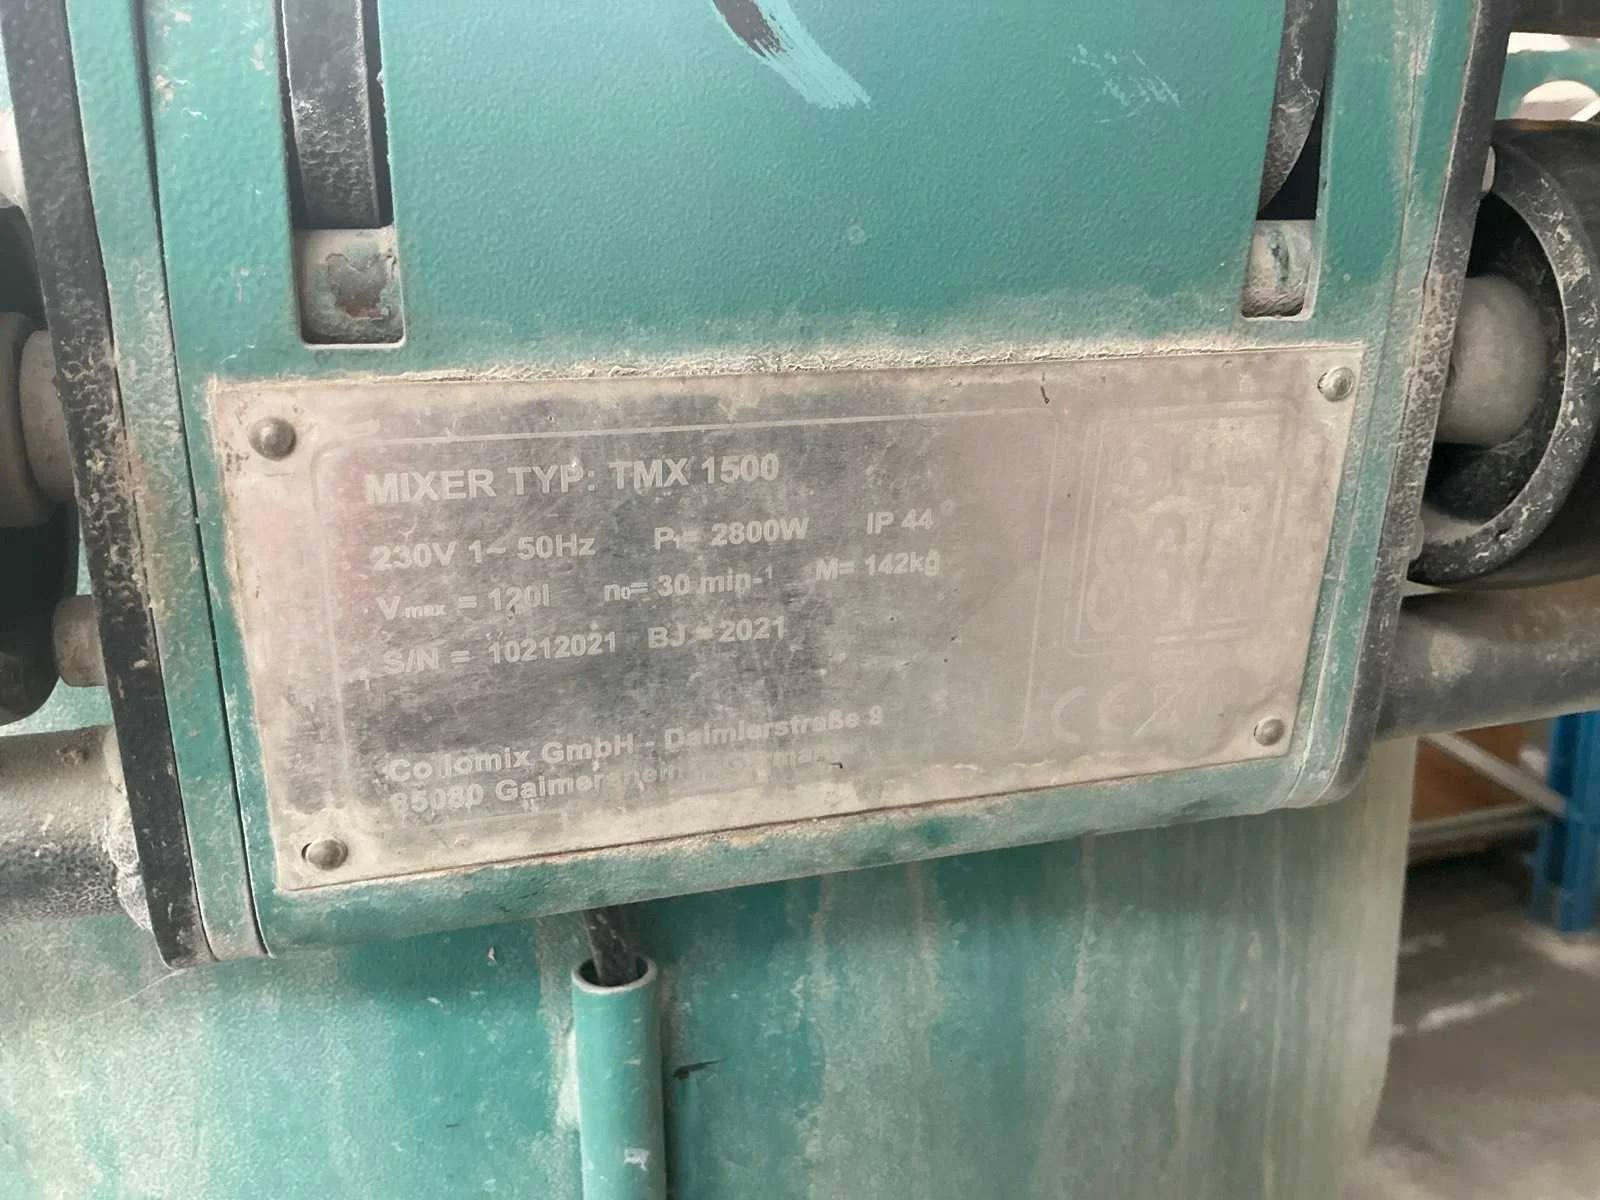 MIXER TYP: TMX 1500
230V 1~ 50Hz P₁= 2800W IP 44
Vmax = 120l n₀= 30 min-¹ M= 142kg
S/N = 10212021 BJ = 2021
Collomix GmbH - Daimlerstraße 9
85080 Gaimersheim
CE